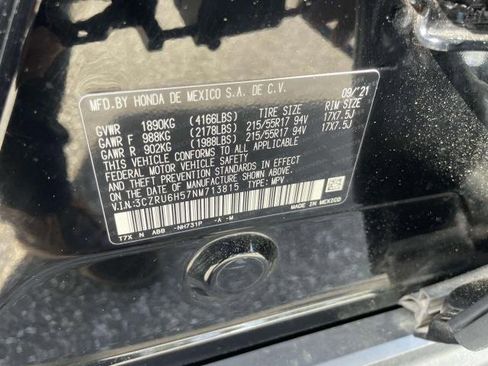 MFD.BY HONDA DE MEXICO S.A. DE C.V. 09/'21
TIRE SIZE RIM SIZE
GVWR 1890KG (4166LBS)
GAWR F 988KG (2178LBS) 215/55R17 94V 17X7.5J
GAWR R 902KG (1988LBS) 215/55R17 94V 17X7.5J
THIS VEHICLE CONFORMS TO ALL APPLICABLE
FEDERAL MOTOR VEHICLE SAFETY STANDARDS IN EFFECT ON THE
DATE OF MANUFACTURE SHOWN ABOVE.
V.I.N:3CZRU6H57NM713815 TYPE: MPV
T7X N ABB -NH731P -A -M
MADE IN MEXICO